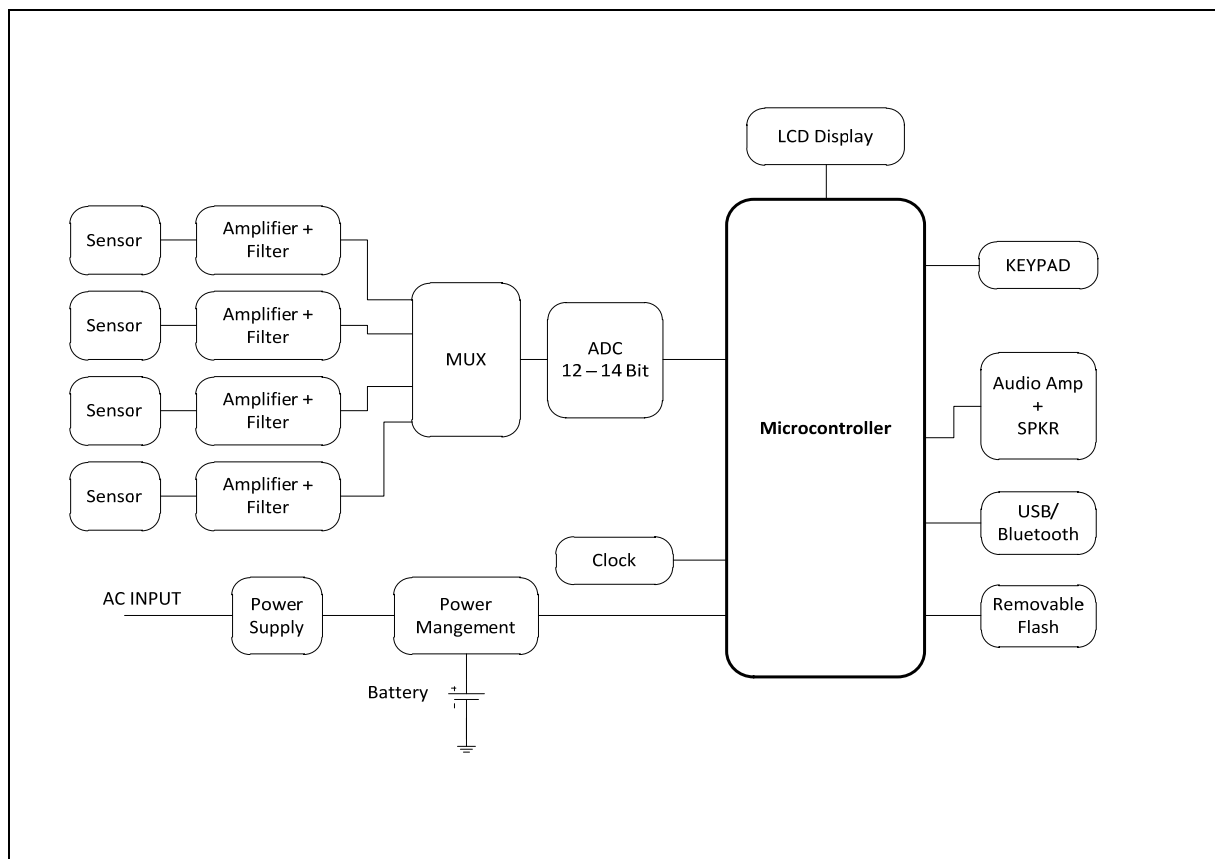 LCD Display
Sensor
Amplifier +
Filter
KEYPAD
Sensor
Amplifier +
Filter
MUX
ADC
12 – 14 Bit
Sensor
Amplifier +
Filter
Audio Amp
+
SPKR
Microcontroller
Sensor
Amplifier +
Filter
USB/
Bluetooth
Clock
AC INPUT
Power
Supply
Power
Mangement
Removable
Flash
Battery
+
-